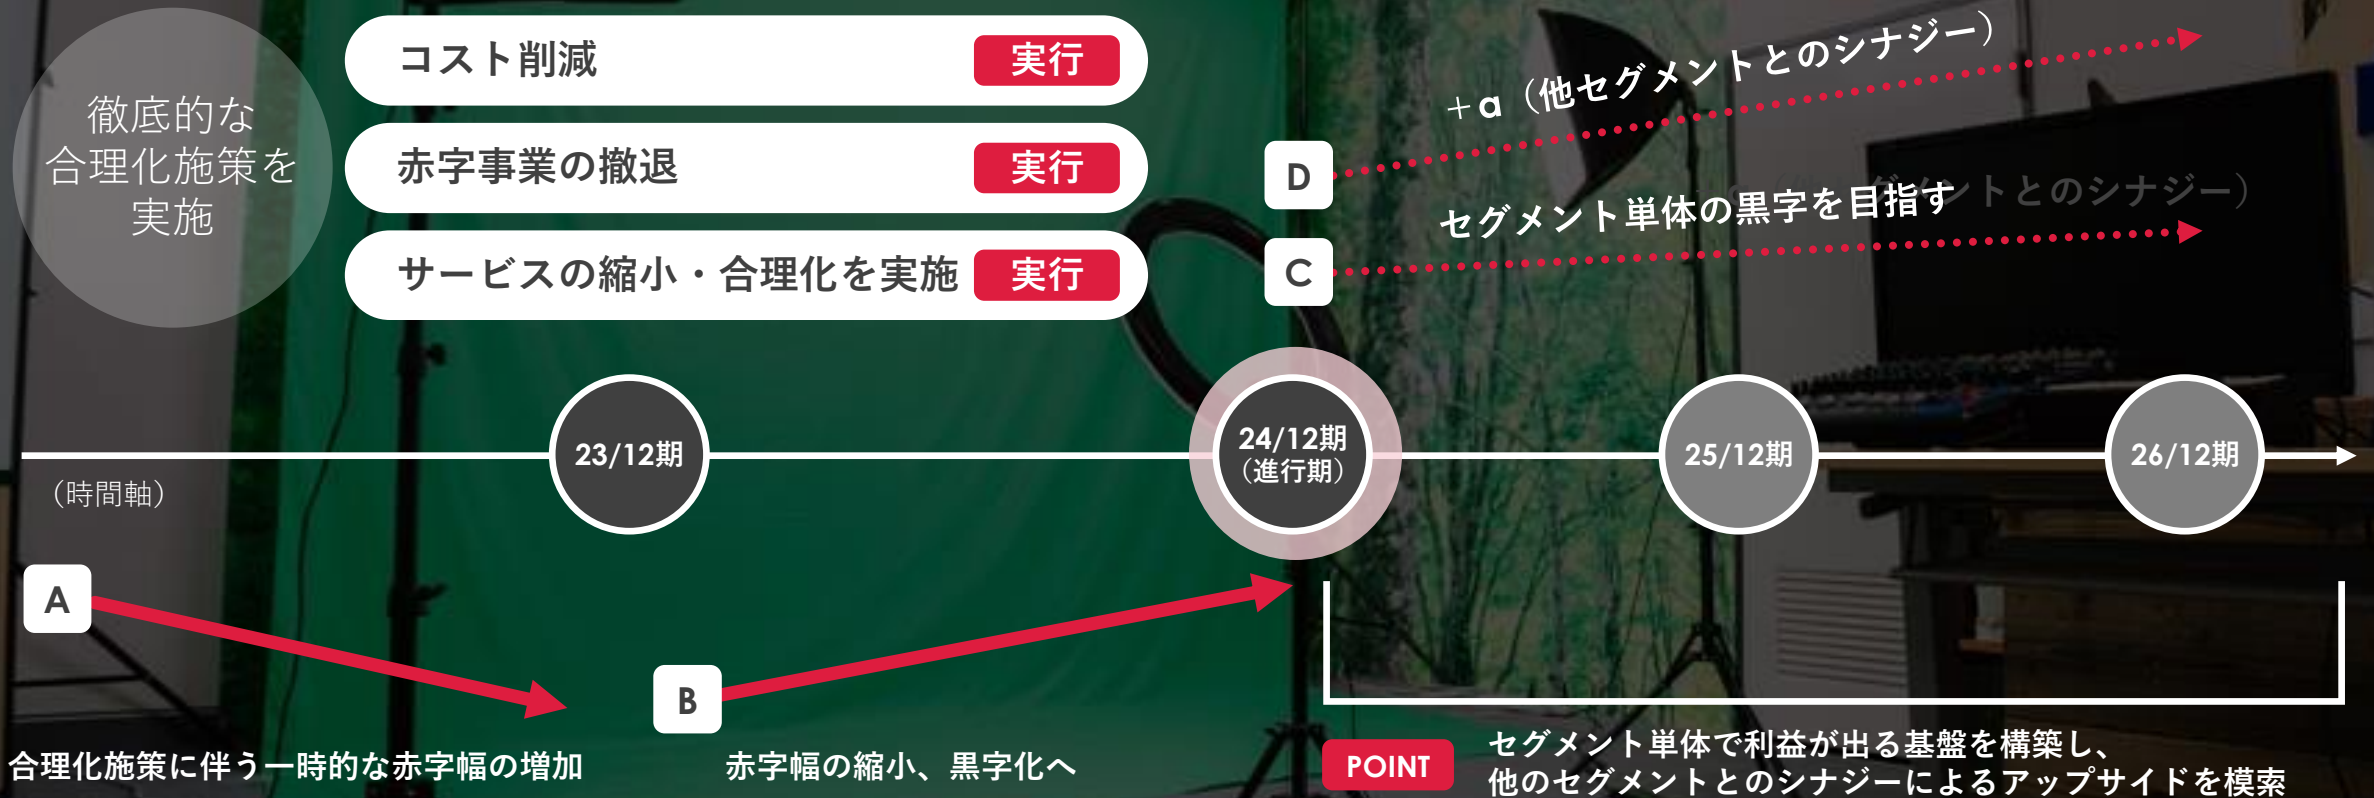 徹底的な
合理化施策を
実施
コスト削減
実行
赤字事業の撤退
実行
サービスの縮小・合理化を実施
実行
+a（他セグメントとのシナジー）
D
セグメント単体の黒字を目指す
ントとのシナジー）
C
23/12期
24/12期
（進行期）
25/12期
26/12期
（時間軸）
A
B
合理化施策に伴う一時的な赤字幅の増加
赤字幅の縮小、黒字化へ
POINT
セグメント単体で利益が出る基盤を構築し、
他のセグメントとのシナジーによるアップサイドを模索